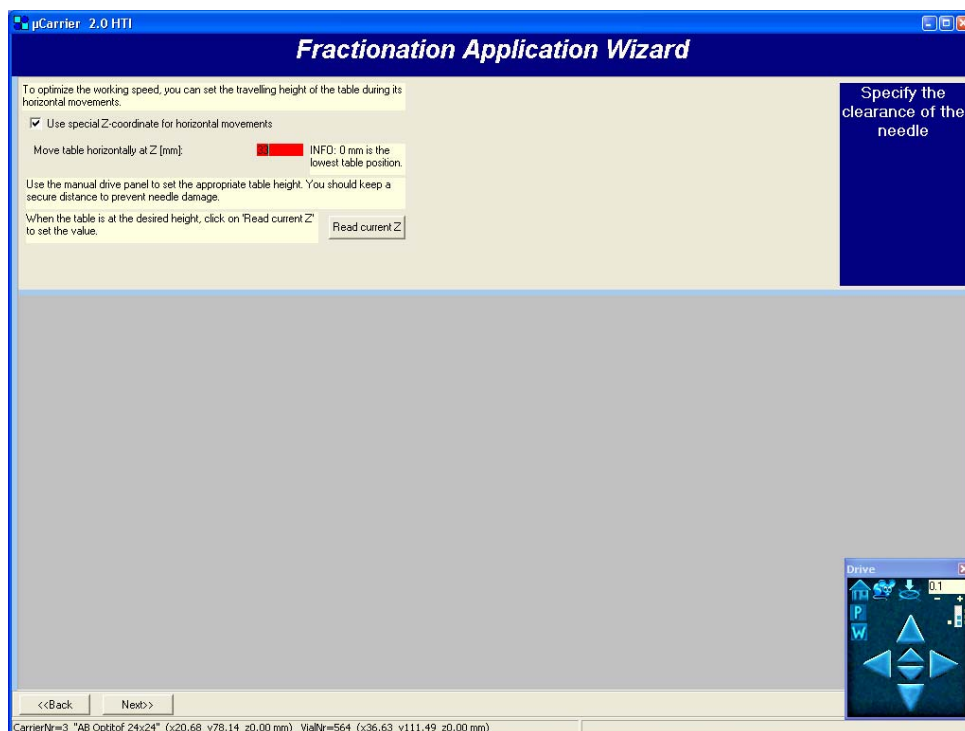 µCarrier 2.0 HTI
Fractionation Application Wizard
To optimize the working speed, you can set the travelling height of the table during its
horizontal movements.
Use special Z-coordinate for horizontal movements
Move table horizontally at Z [mm]:
INFO: 0 mm is the
lowest table position.
Use the manual drive panel to set the appropriate table height. You should keep a
secure distance to prevent needle damage.
When the table is at the desired height, click on 'Read current Z'
to set the value.
Read current Z
Specify the
clearance of the
needle
Drive
0.1
- +
P
W
<<Back
Next>>
CarrierNr=3 "AB Optitof 24x24" (x20.68 y78.14 z0.00 mm) VialNr=564 (x36.63 y111.49 z0.00 mm)